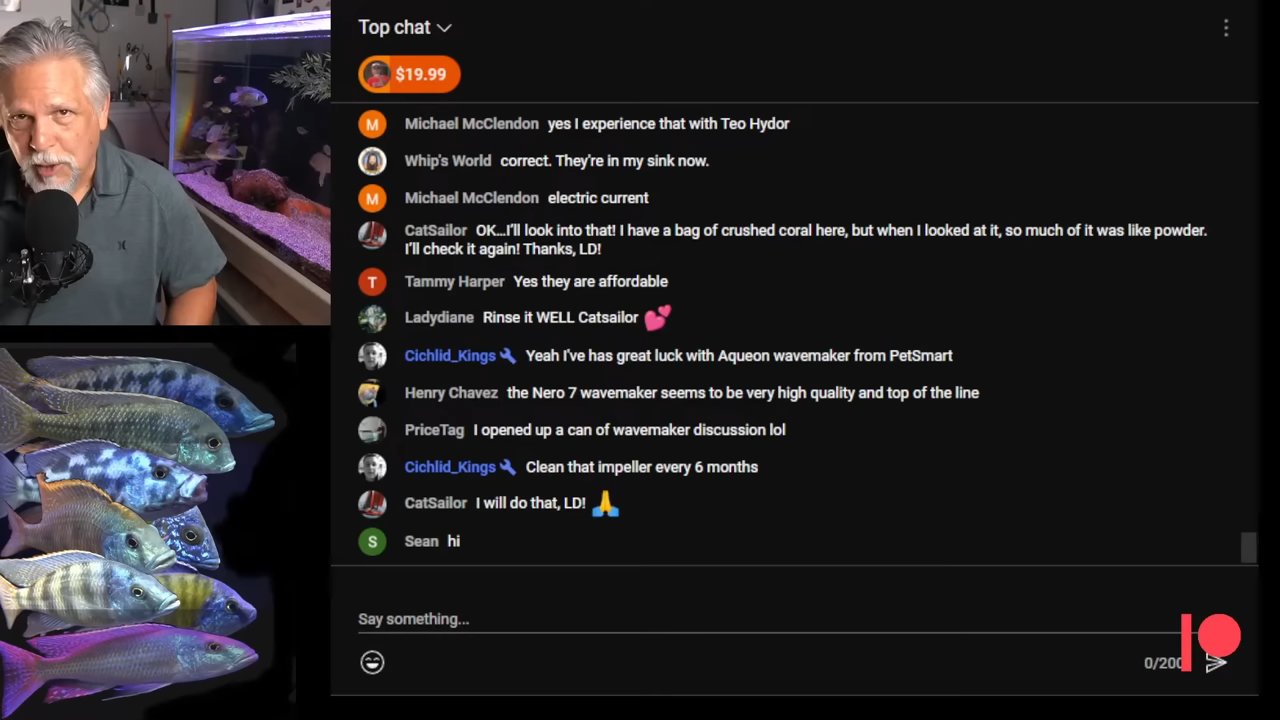 Top chat
$19.99
M Michael McClendon yes I experience that with Teo Hydor
Whip's World correct. They're in my sink now.
M Michael McClendon electric current
CatSailor OK...I'll look into that! I have a bag of crushed coral here, but when I looked at it, so much of it was like powder.
I'll check it again! Thanks, LD!
T Tammy Harper Yes they are affordable
Ladydiane Rinse it WELL Catsailor 💕
Cichlid_Kings Yeah I've has great luck with Aqueon wavemaker from PetSmart
Henry Chavez the Nero 7 wavemaker seems to be very high quality and top of the line
PriceTag I opened up a can of wavemaker discussion lol
Cichlid_Kings Clean that impeller every 6 months
CatSailor I will do that, LD! 🙏
S Sean hi
Say something...
0/200